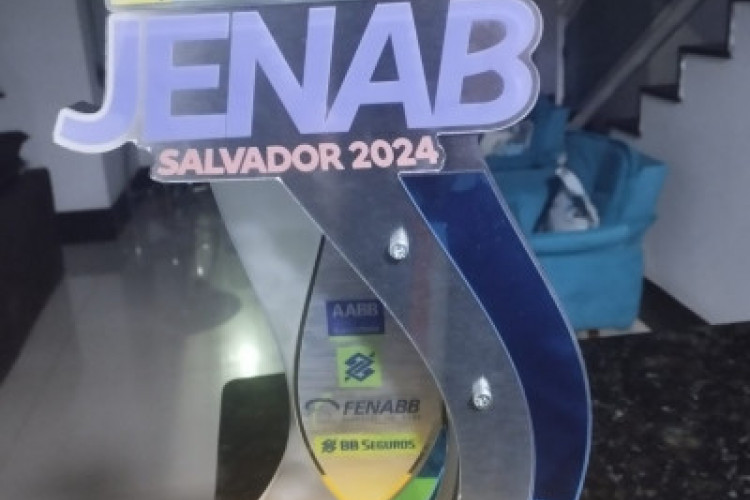 JENAB
SALVADOR 2024
AABB
FENABB
BB SEGUROS